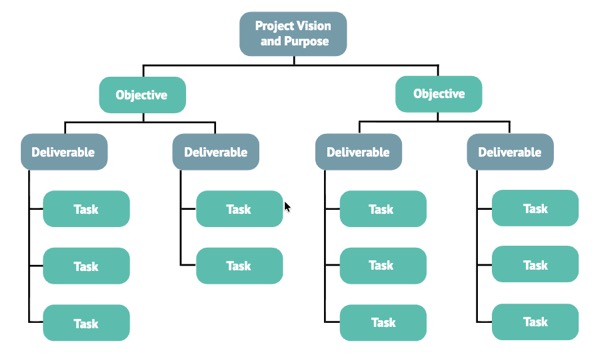 Project Vision
and Purpose
Objective
Objective
Deliverable
Deliverable
Deliverable
Deliverable
Task
Task
Task
Task
Task
Task
Task
Task
Task
Task
Task